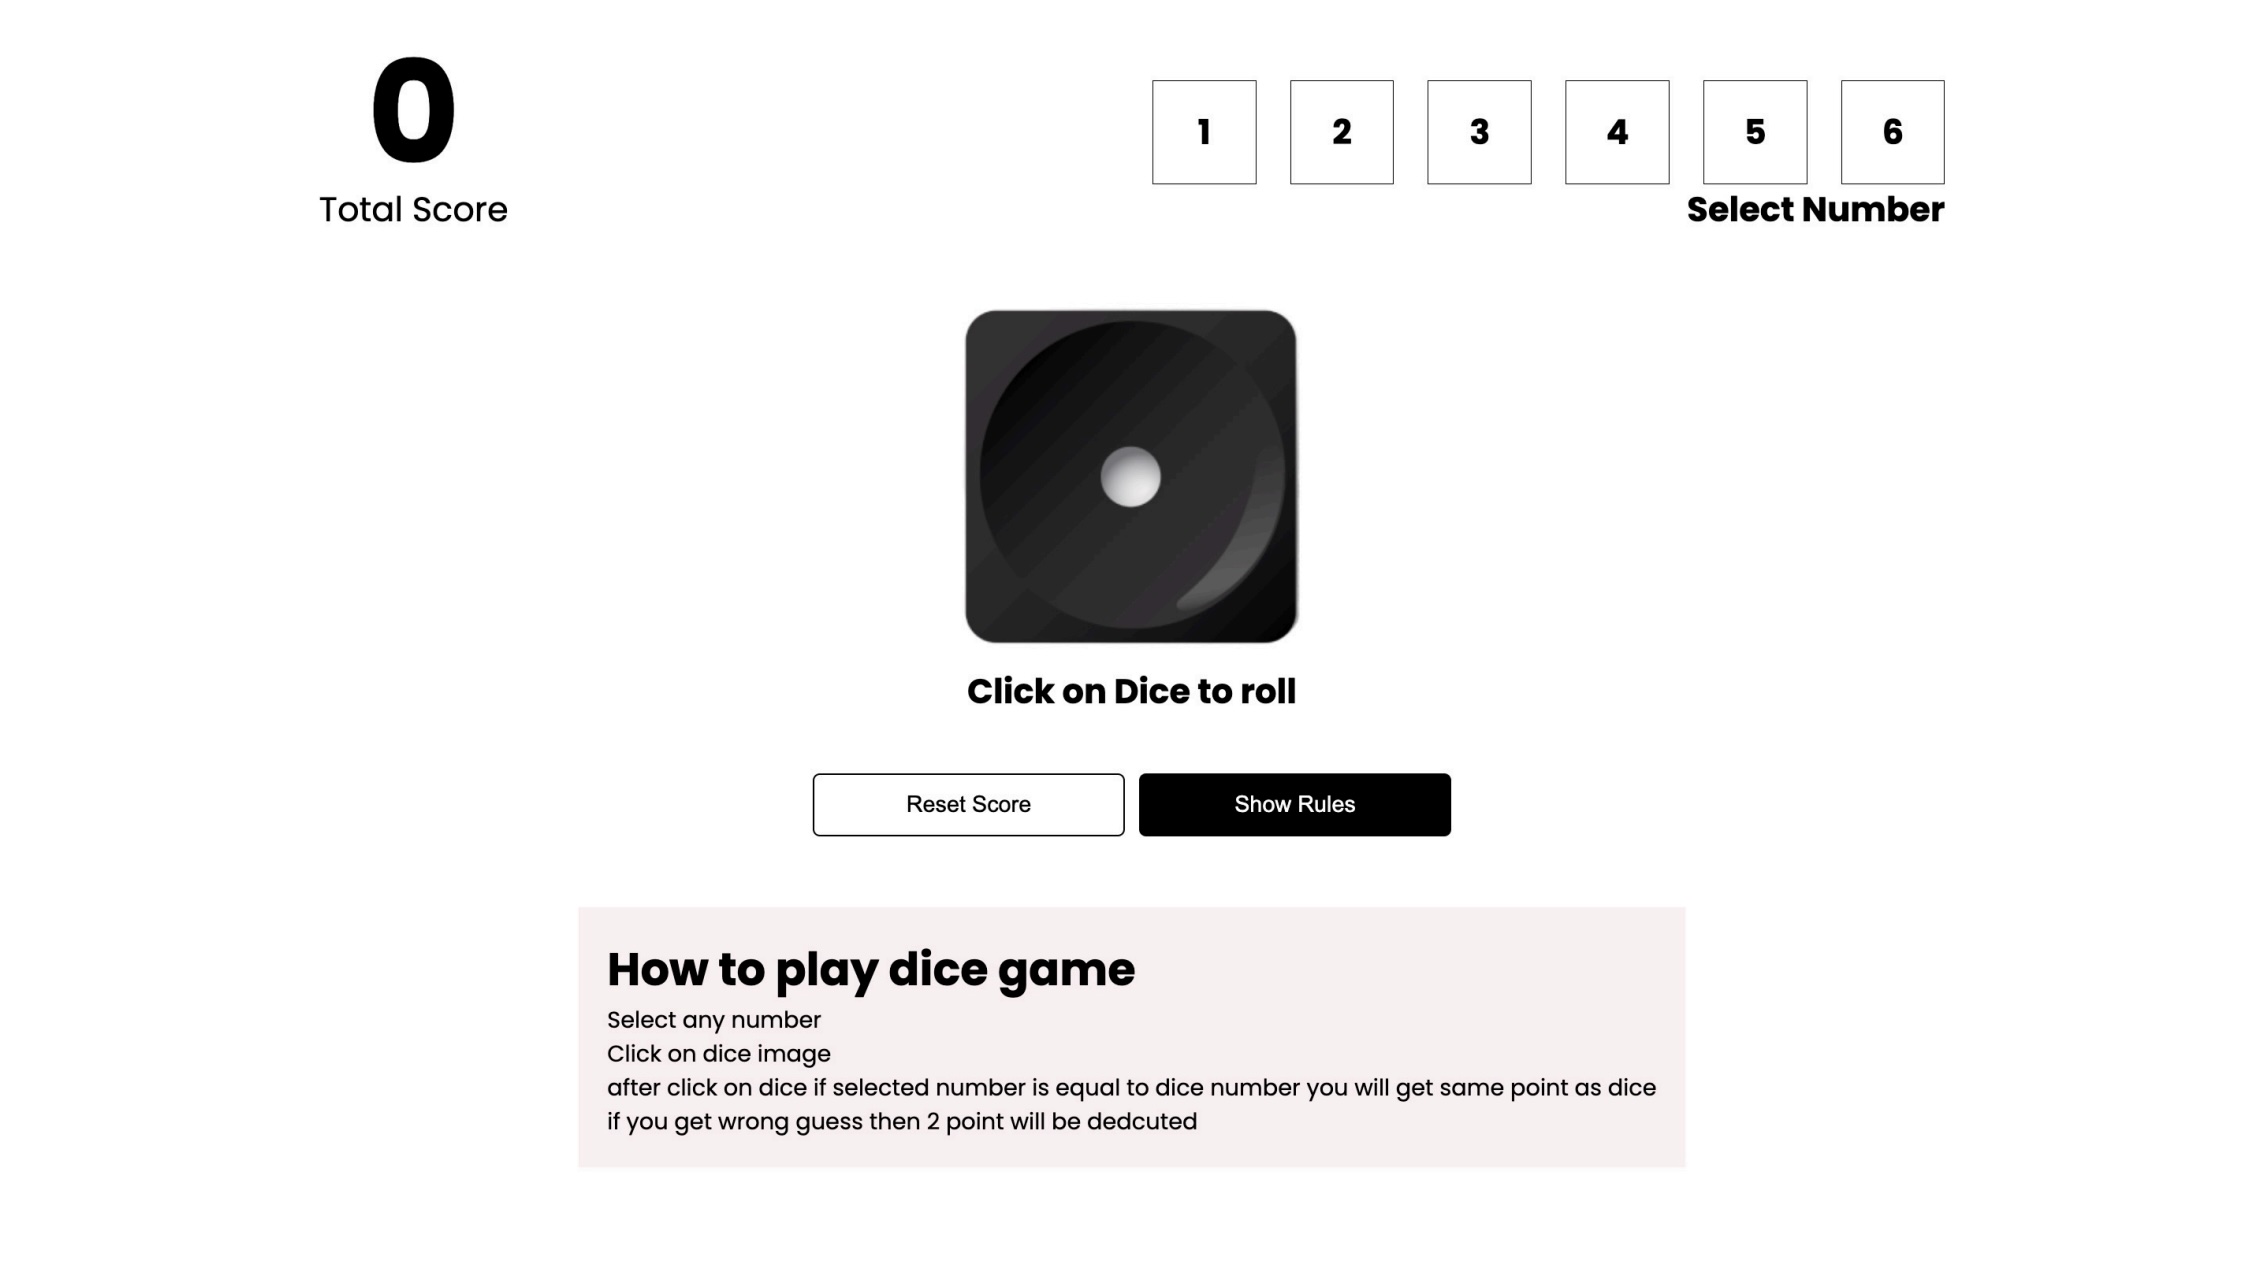 0
Total Score
1 2 3 4 5 6
Select Number
Click on Dice to roll
Reset Score
Show Rules
How to play dice game
Select any number
Click on dice image
after click on dice if selected number is equal to dice number you will get same point as dice
if you get wrong guess then 2 point will be dedcuted